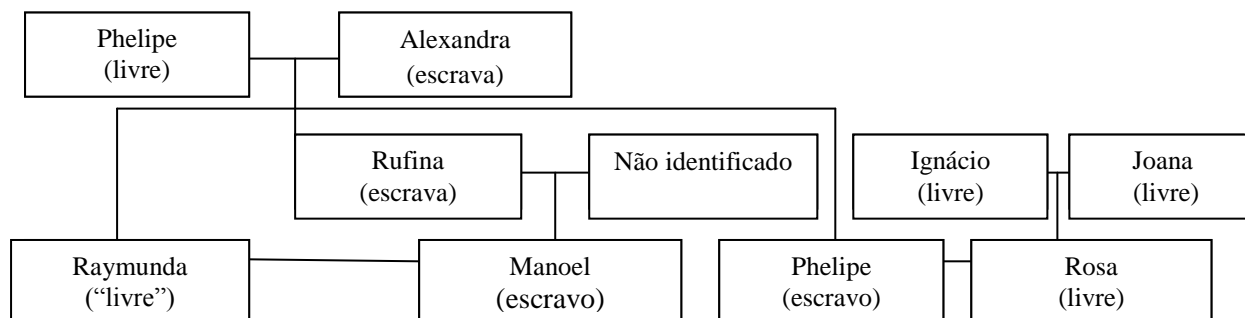 Phelipe
(livre)
Alexandra
(escrava)
Rufina
(escrava)
Não identificado
Ignácio
(livre)
Joana
(livre)
Raymunda
(“livre”)
Manoel
(escravo)
Phelipe
(escravo)
Rosa
(livre)